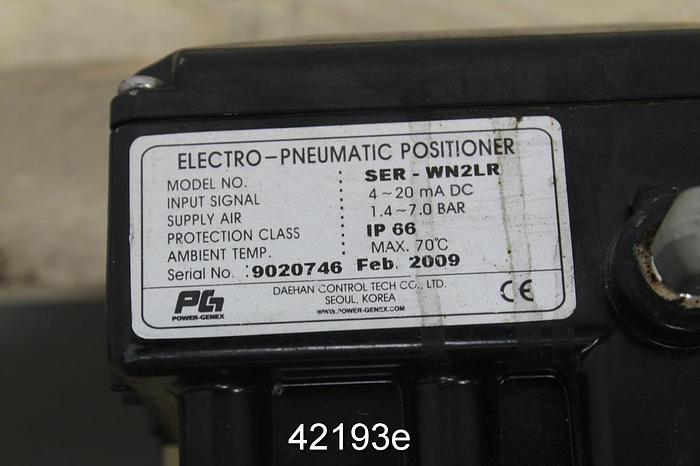 ELECTRO-PNEUMATIC POSITIONER
MODEL NO. : SER - WN2LR
INPUT SIGNAL : 4~20 mA DC
SUPPLY AIR : 1.4~7.0 BAR
PROTECTION CLASS : IP 66
AMBIENT TEMP. : MAX. 70℃
Serial No. : 9020746 Feb. 2009
PG
POWER-GENEX
DAEHAN CONTROL TECH CO., LTD.
SEOUL, KOREA
WWW.POWER-GENEX.COM
CE
42193e